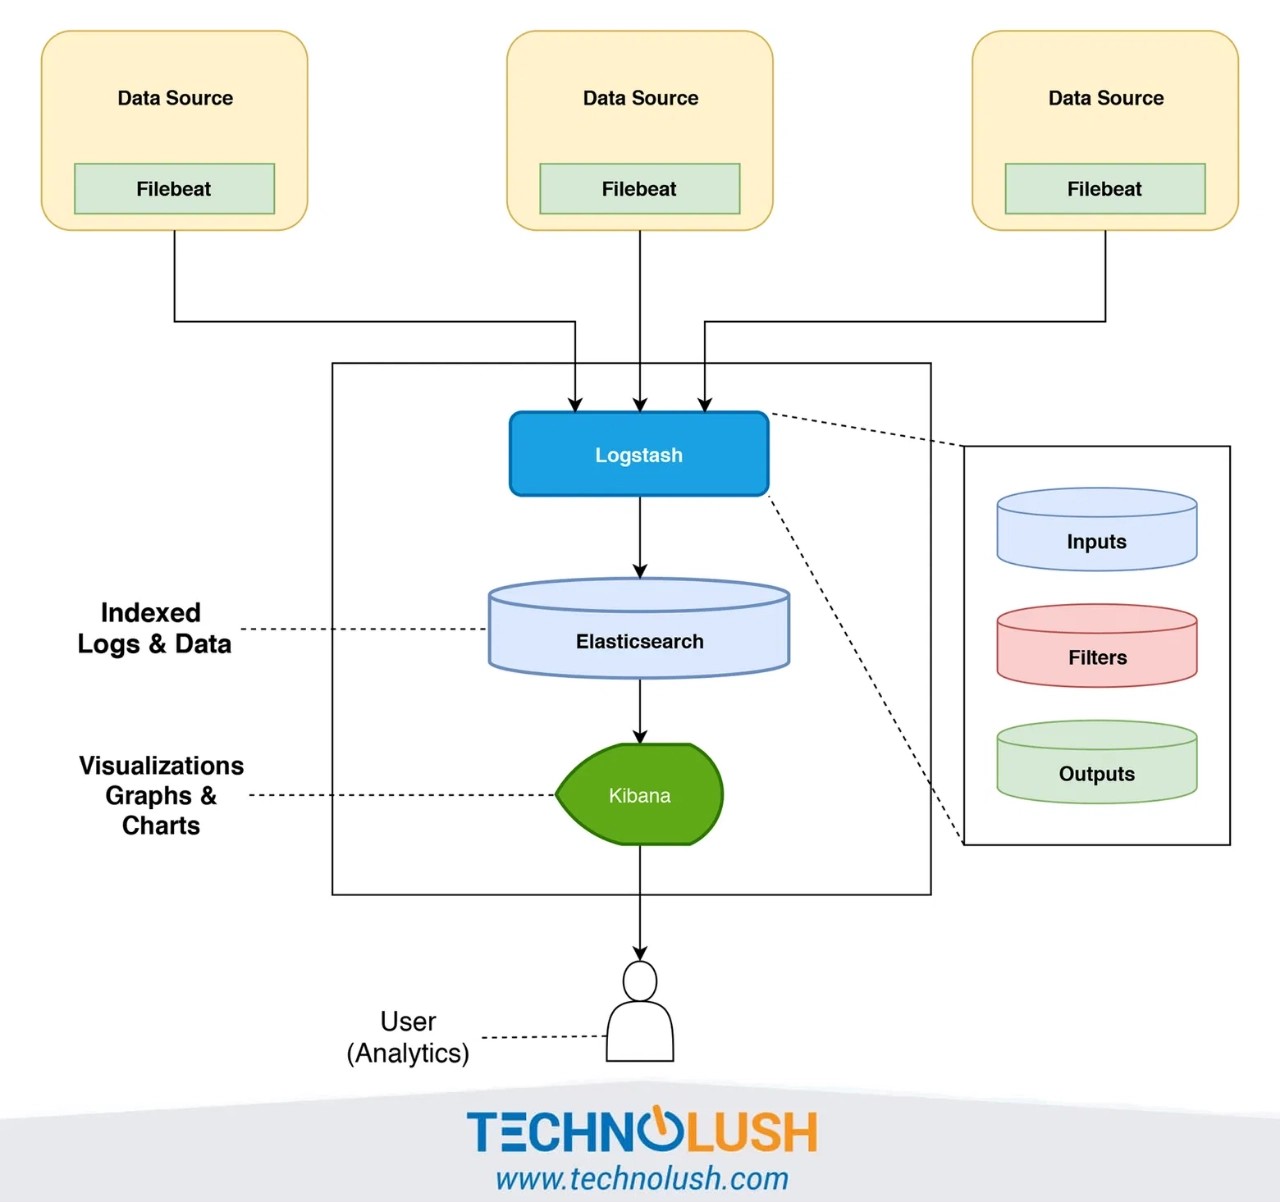 Data Source
Data Source
Data Source
Filebeat
Filebeat
Filebeat
Logstash
Inputs
Filters
Outputs
Indexed
Logs & Data
Elasticsearch
Visualizations
Graphs &
Charts
Kibana
User
(Analytics)
TECHNOLUSH
www.technolush.com